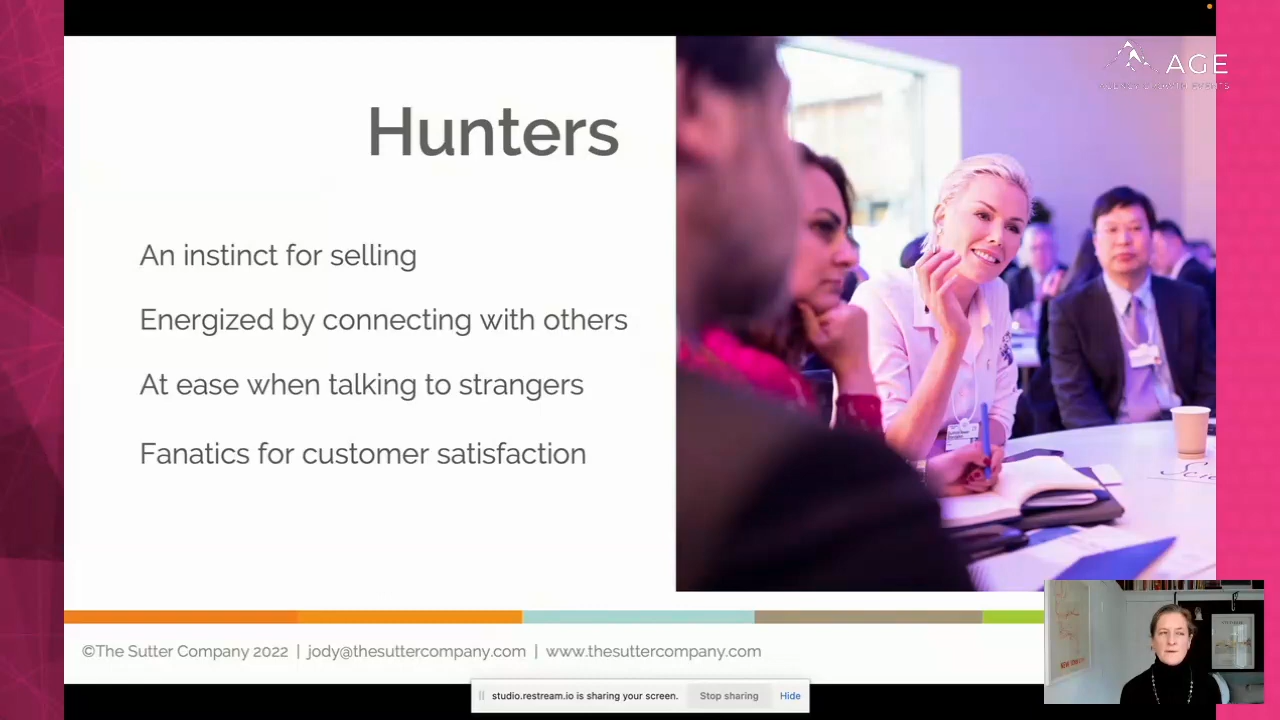 AGE
Hunters
An instinct for selling
Energized by connecting with others
At ease when talking to strangers
Fanatics for customer satisfaction
©The Sutter Company 2022 | jody@thesuttercompany.com | www.thesuttercompany.com
studio.restream.io is sharing your screen. Stop sharing Hide